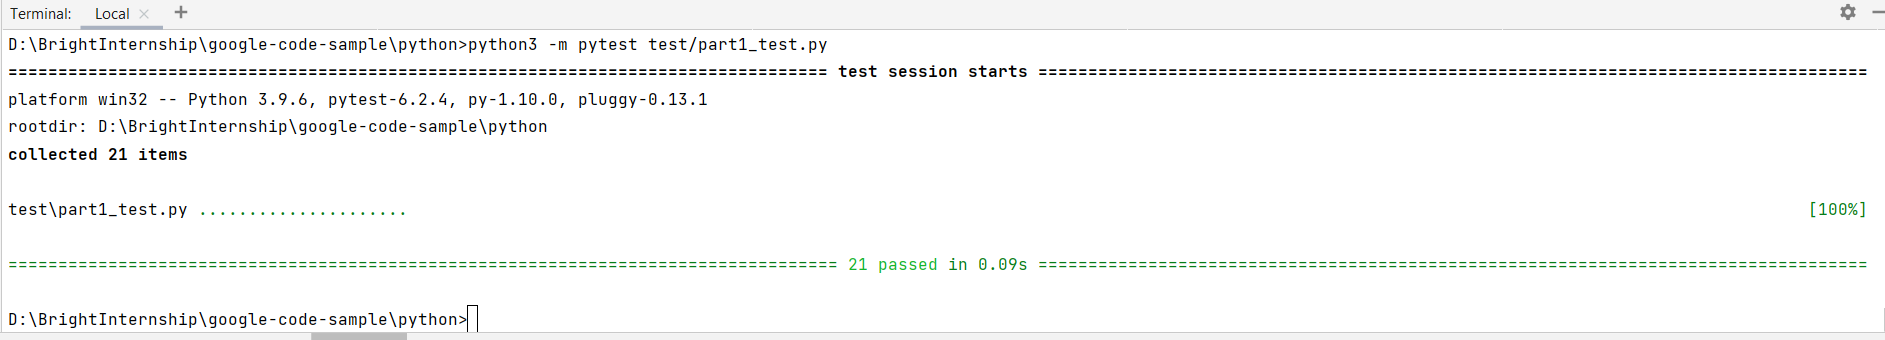 Terminal: Local × +
D:\BrightInternship\google-code-sample\python>python3 -m pytest test/part1_test.py
================================================================================== test session starts ===================================================================================
platform win32 -- Python 3.9.6, pytest-6.2.4, py-1.10.0, pluggy-0.13.1
rootdir: D:\BrightInternship\google-code-sample\python
collected 21 items
test\part1_test.py ..................... [100%]
=================================================================================== 21 passed in 0.09s ===================================================================================
D:\BrightInternship\google-code-sample\python>